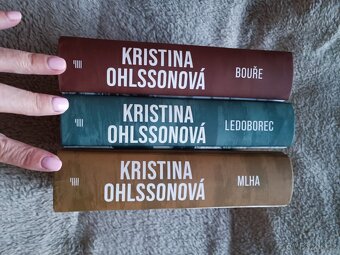 KRISTINA
OHLSSONOVÁ
BOUŘE
KRISTINA
OHLSSONOVÁ
LEDOBOREC
KRISTINA
OHLSSONOVÁ
MLHA